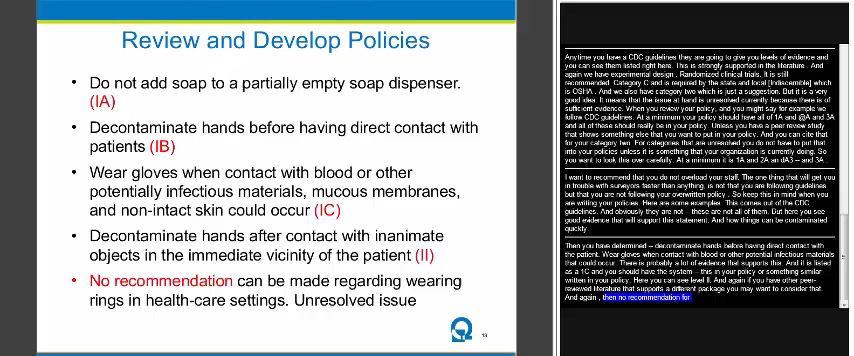 Review and Develop Policies
• Do not add soap to a partially empty soap dispenser.
(IA)
• Decontaminate hands before having direct contact with
patients (IB)
• Wear gloves when contact with blood or other
potentially infectious materials, mucous membranes,
and non-intact skin could occur (IC)
• Decontaminate hands after contact with inanimate
objects in the immediate vicinity of the patient (II)
• No recommendation can be made regarding wearing
rings in health-care settings. Unresolved issue
Anytime you have a CDC guidelines they are going to give you levels of evidence and
you can see them listed right here. This is strongly supported in the literature . And
again we have experimental design . Randomized clinical trials. It is still
recommended. Category C and is required by the state and local [Indiscernible] which
is OSHA . And we also have category two which is just a suggestion. But it is a very
good idea. It means that the issue at hand is unresolved currently because there is of
sufficient evidence. When you review your policy, and you might say for example we
follow CDC guidelines. At a minimum your policy should have all of 1A and @A and 3A
and all of these should really be in your policy. Unless you have a peer review study
that shows something else that you want to put in your policy. And you can cite that
for your category two. For categories that are unresolved you do not have to put that
into your policies unless it is something that your organization is currently doing. So
you want to look this over carefully. At a minimum it is 1A and 2A an dA3 – and 3A .
I want to recommend that you do not overload your staff. The one thing that will get you
in trouble with surveyors faster than anything, is not that you are following guidelines
but that you are not following your overwritten policy . So keep this in mind when you
are writing your policies. Here are some examples. This comes out of the CDC
guidelines. And obviously they are not – these are not all of them. But here you see
good evidence that will support this statement. And how things can be contaminated
quickly.
Then you have determined – decontaminate hands before having direct contact with
the patient. Wear gloves when contact with blood or other potential infectious materials
that could occur. There is probably a lot of evidence that supports this. And it is listed
as a 1C and you should have the system – this in your policy or something similar
written in your policy. Here you can see level II. And again if you have other peer-
reviewed literature that supports a different package you may want to consider that.
And again , then no recommendation for